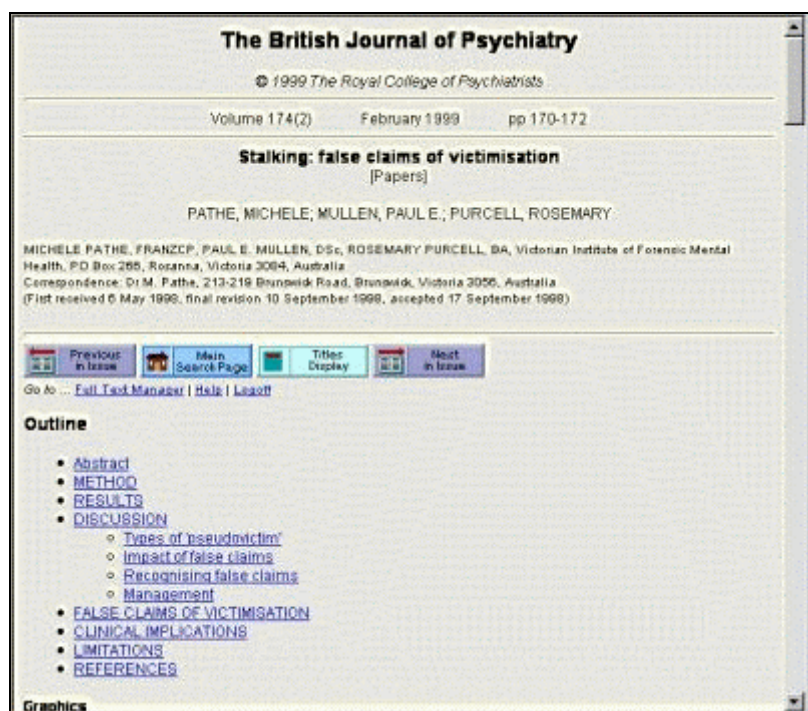 The British Journal of Psychiatry
© 1999 The Royal College of Psychiatrists
Volume 174(2) February 1999 pp 170-172
Stalking: false claims of victimisation
[Papers]
PATHE, MICHELE; MULLEN, PAUL E.; PURCELL, ROSEMARY
MICHELE PATHE, FRANZCP, PAUL E. MULLEN, DSc, ROSEMARY PURCELL, BA, Victorian Institute of Forensic Mental
Health, PO Box 266, Rosanna, Victoria 3084, Australia
Correspondence: Dr M. Pathe, 213-219 Brunswick Road, Brunswick, Victoria 3056, Australia
(First received 6 May 1998, final revision 10 September 1998, accepted 17 September 1998)
Previous in Issue Main Search Page Titles Display Next in Issue
Go to ... Full Text Manager | Help | Logoff
Outline
Abstract
METHOD
RESULTS
DISCUSSION
Types of 'pseudovictim'
Impact of false claims
Recognising false claims
Management
FALSE CLAIMS OF VICTIMISATION
CLINICAL IMPLICATIONS
LIMITATIONS
REFERENCES
Graphics